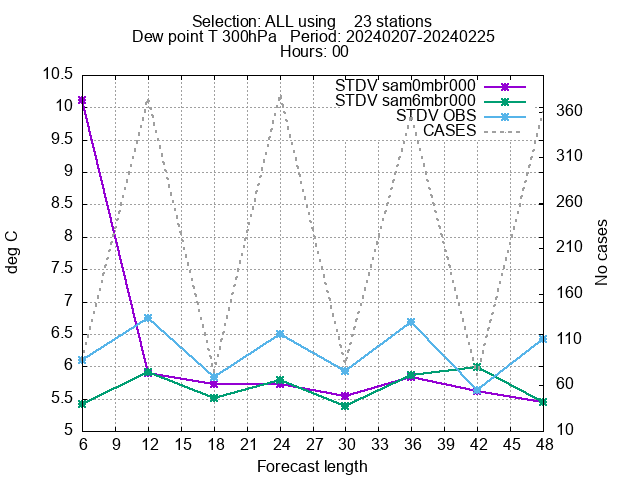 Selection: ALL using    23 stations
Dew point T 300hPa   Period: 20240207-20240225
Hours: 00
STDV sam0mbr000
STDV sam6mbr000
STDV OBS
CASES
10.5
10
9.5
9
8.5
8
7.5
7
6.5
6
5.5
5
deg C
360
310
260
210
160
110
60
10
No cases
6 9 12 15 18 21 24 27 30 33 36 39 42 45 48
Forecast length